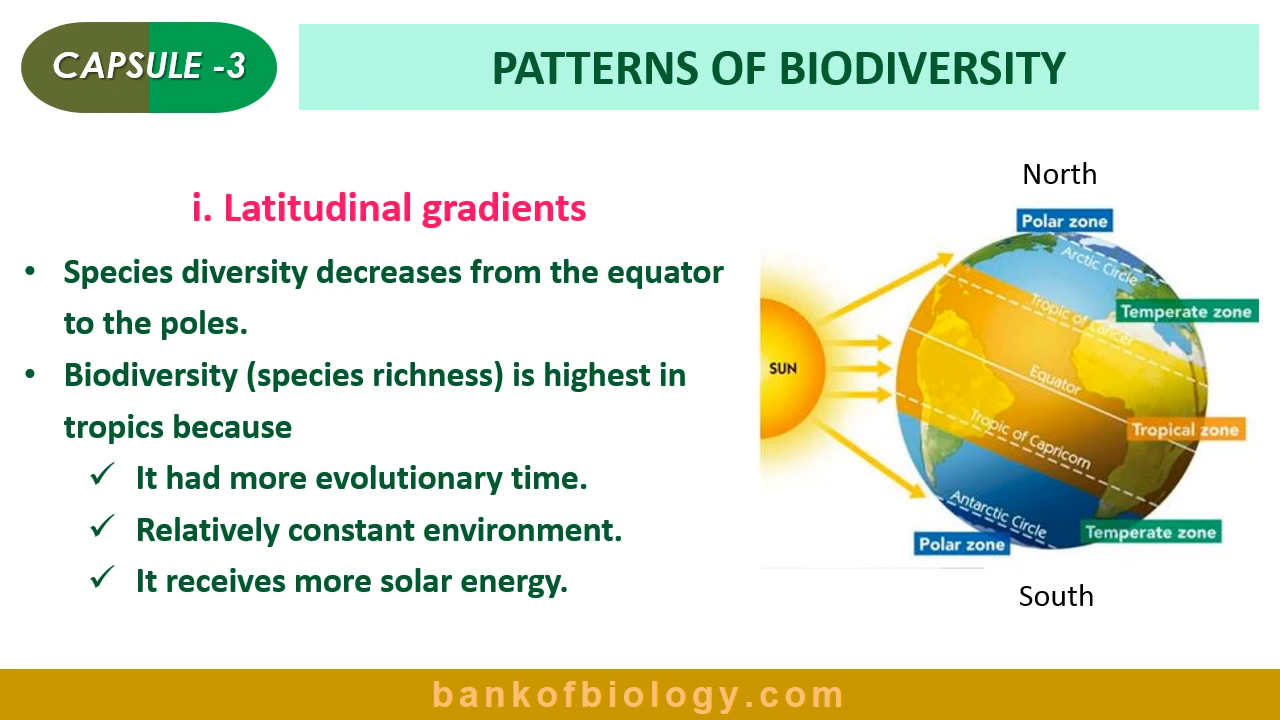 CAPSULE -3
PATTERNS OF BIODIVERSITY
i. Latitudinal gradients
• Species diversity decreases from the equator
to the poles.
• Biodiversity (species richness) is highest in
tropics because
✓ It had more evolutionary time.
✓ Relatively constant environment.
✓ It receives more solar energy.
North
Polar zone
Arctic Circle
Temperate zone
Tropic of Cancer
SUN
Equator
Tropical zone
Tropic of Capricorn
Antarctic Circle
Temperate zone
Polar zone
South
bankofbiology.com